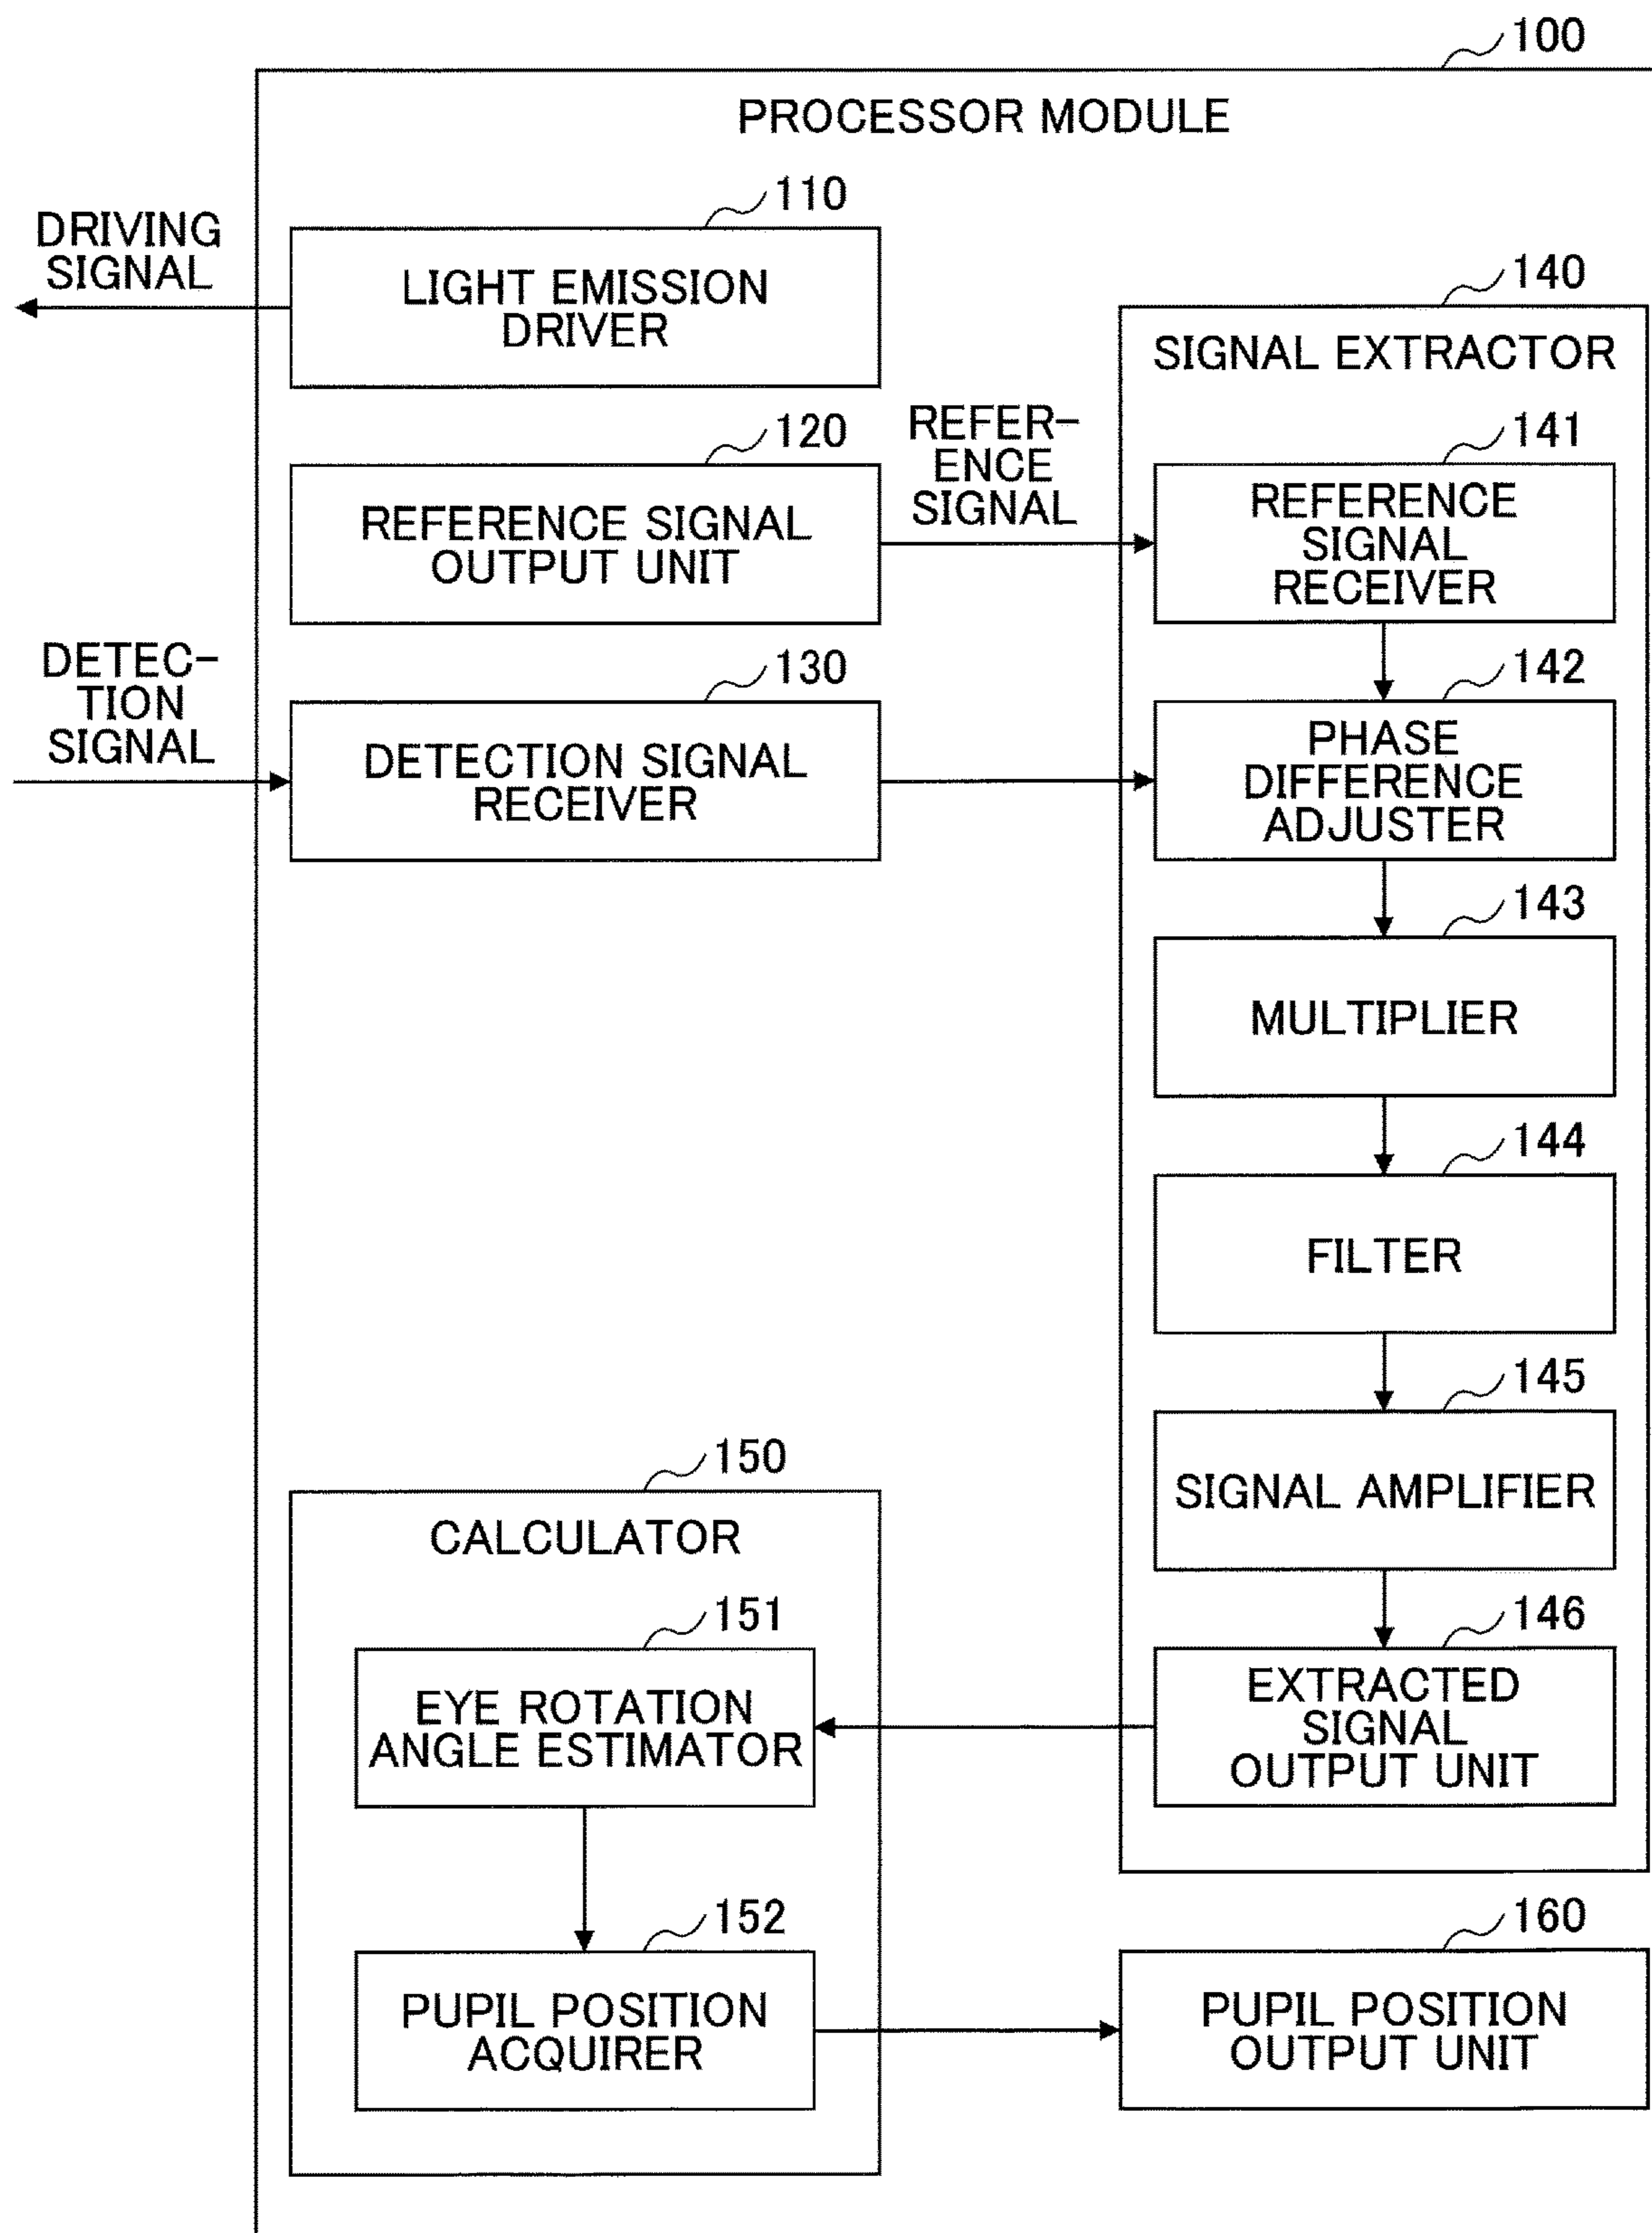 100
PROCESSOR MODULE
110
DRIVING
SIGNAL
LIGHT EMISSION
DRIVER
140
SIGNAL EXTRACTOR
120
REFERENCE SIGNAL
OUTPUT UNIT
REFER-
ENCE
SIGNAL
141
REFERENCE
SIGNAL
RECEIVER
DETEC-
TION
SIGNAL
130
DETECTION SIGNAL
RECEIVER
142
PHASE
DIFFERENCE
ADJUSTER
143
MULTIPLIER
144
FILTER
145
SIGNAL AMPLIFIER
146
EXTRACTED
SIGNAL
OUTPUT UNIT
150
CALCULATOR
151
EYE ROTATION
ANGLE ESTIMATOR
152
PUPIL POSITION
ACQUIRER
160
PUPIL POSITION
OUTPUT UNIT